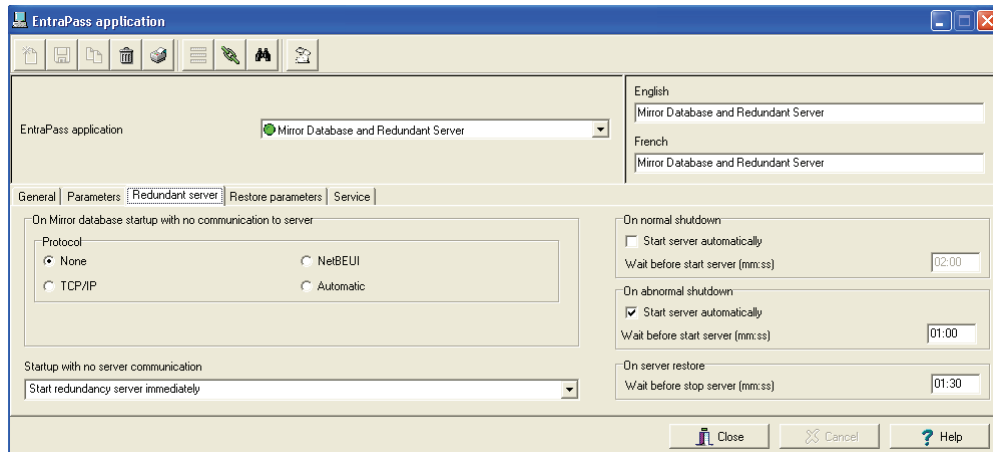 EntraPass application
English
Mirror Database and Redundant Server
EntraPass application
Mirror Database and Redundant Server
French
Mirror Database and Redundant Server
General
Parameters
Redundant server
Restore parameters
Service
On Mirror database startup with no communication to server
Protocol
None
NetBEUI
TCP/IP
Automatic
Startup with no server communication
Start redundancy server immediately
On normal shutdown
Start server automatically
Wait before start server (mm:ss)
02:00
On abnormal shutdown
Start server automatically
Wait before start server (mm:ss)
01:00
On server restore
Wait before stop server (mm:ss)
01:30
Close
Cancel
Help